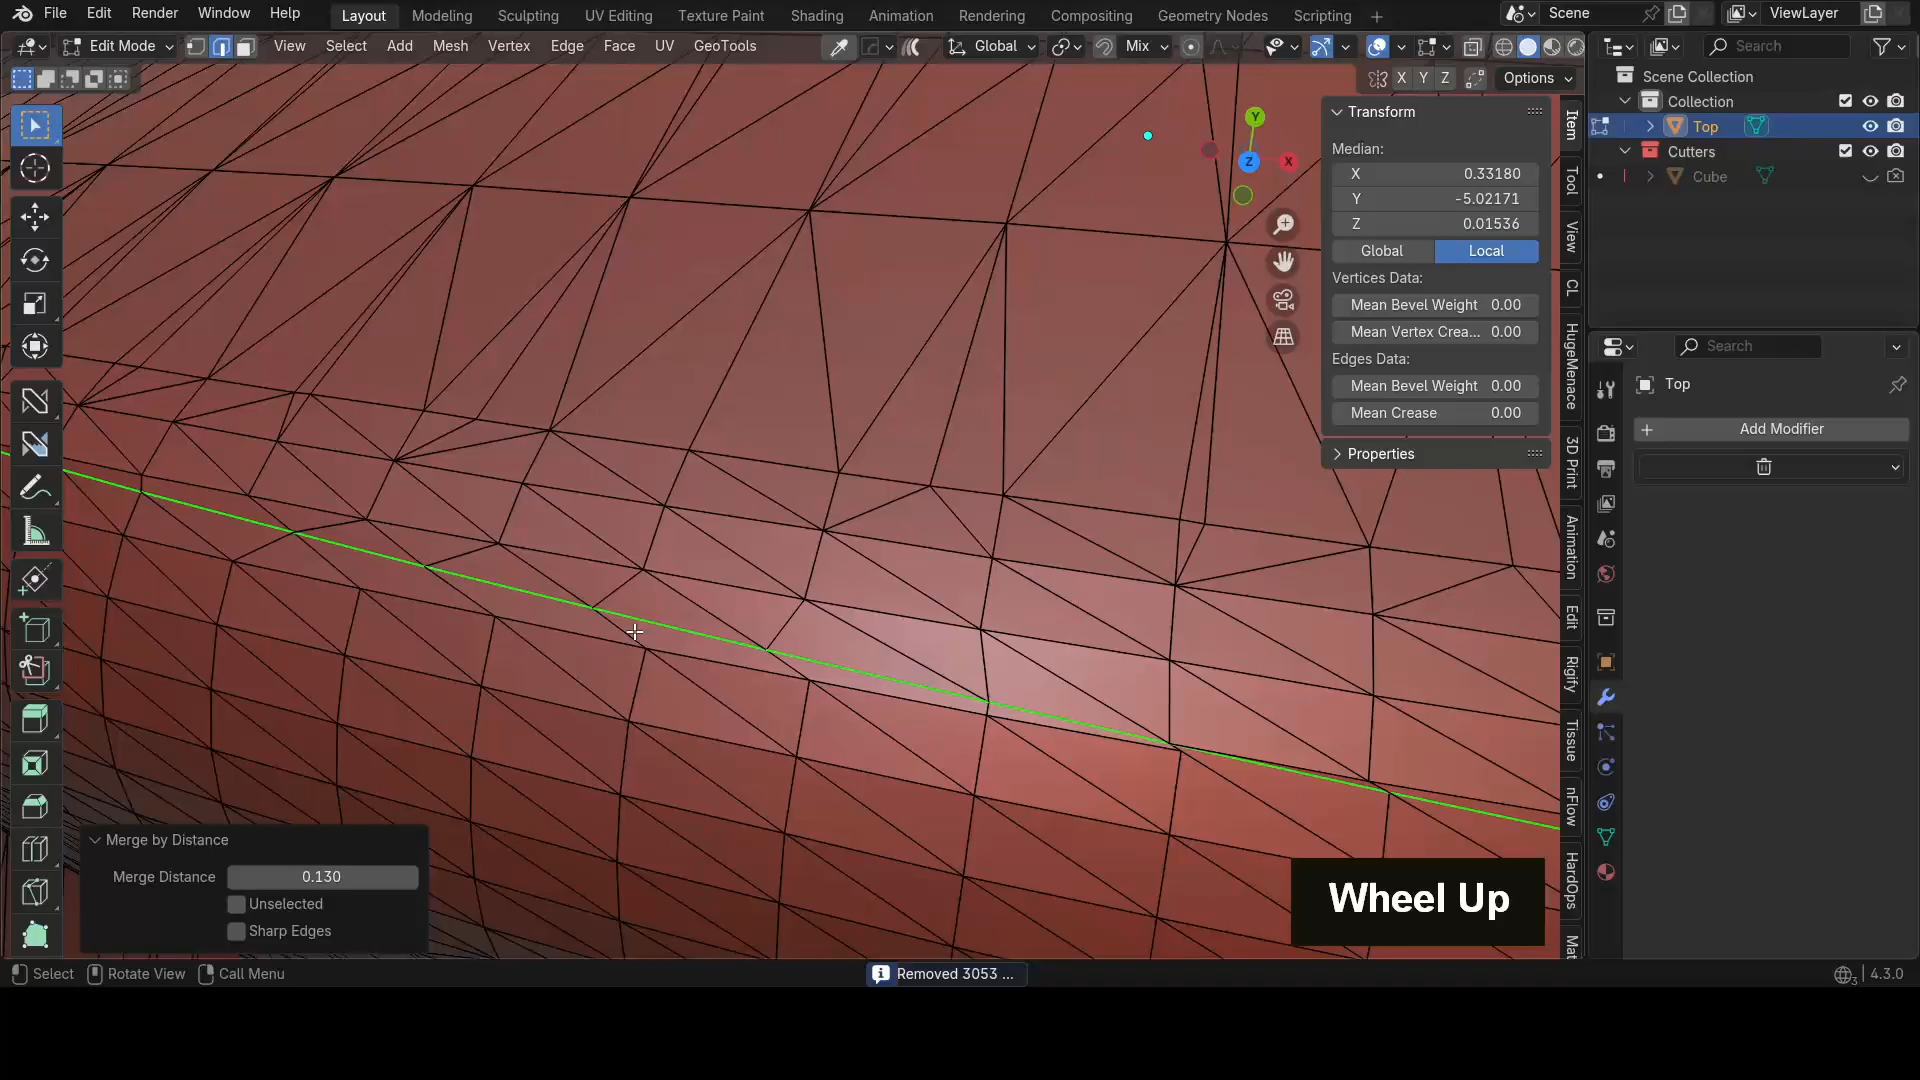 File Edit Render Window Help Layout Modeling Sculpting UV Editing Texture Paint Shading Animation Rendering Compositing Geometry Nodes Scripting Scene ViewLayer
Edit Mode View Select Add Mesh Vertex Edge Face UV GeoTools Global Mix Search
X Y Z Options
Scene Collection
Collection
Top
Cutters
Cube
Y
Z
X
Transform
Median:
X 0.33180
Y -5.02171
Z 0.01536
Global Local
Vertices Data:
Mean Bevel Weight 0.00
Mean Vertex Crea... 0.00
Edges Data:
Mean Bevel Weight 0.00
Mean Crease 0.00
Properties
Item
Tool
View
CL
HugeMenace
3D Print
Animation
Edit
Rigify
Tissue
nFlow
HardOps
Mat
Search
Top
Add Modifier
Merge by Distance
Merge Distance 0.130
Unselected
Sharp Edges
Wheel Up
Select Rotate View Call Menu Removed 3053 ... 3 4.3.0